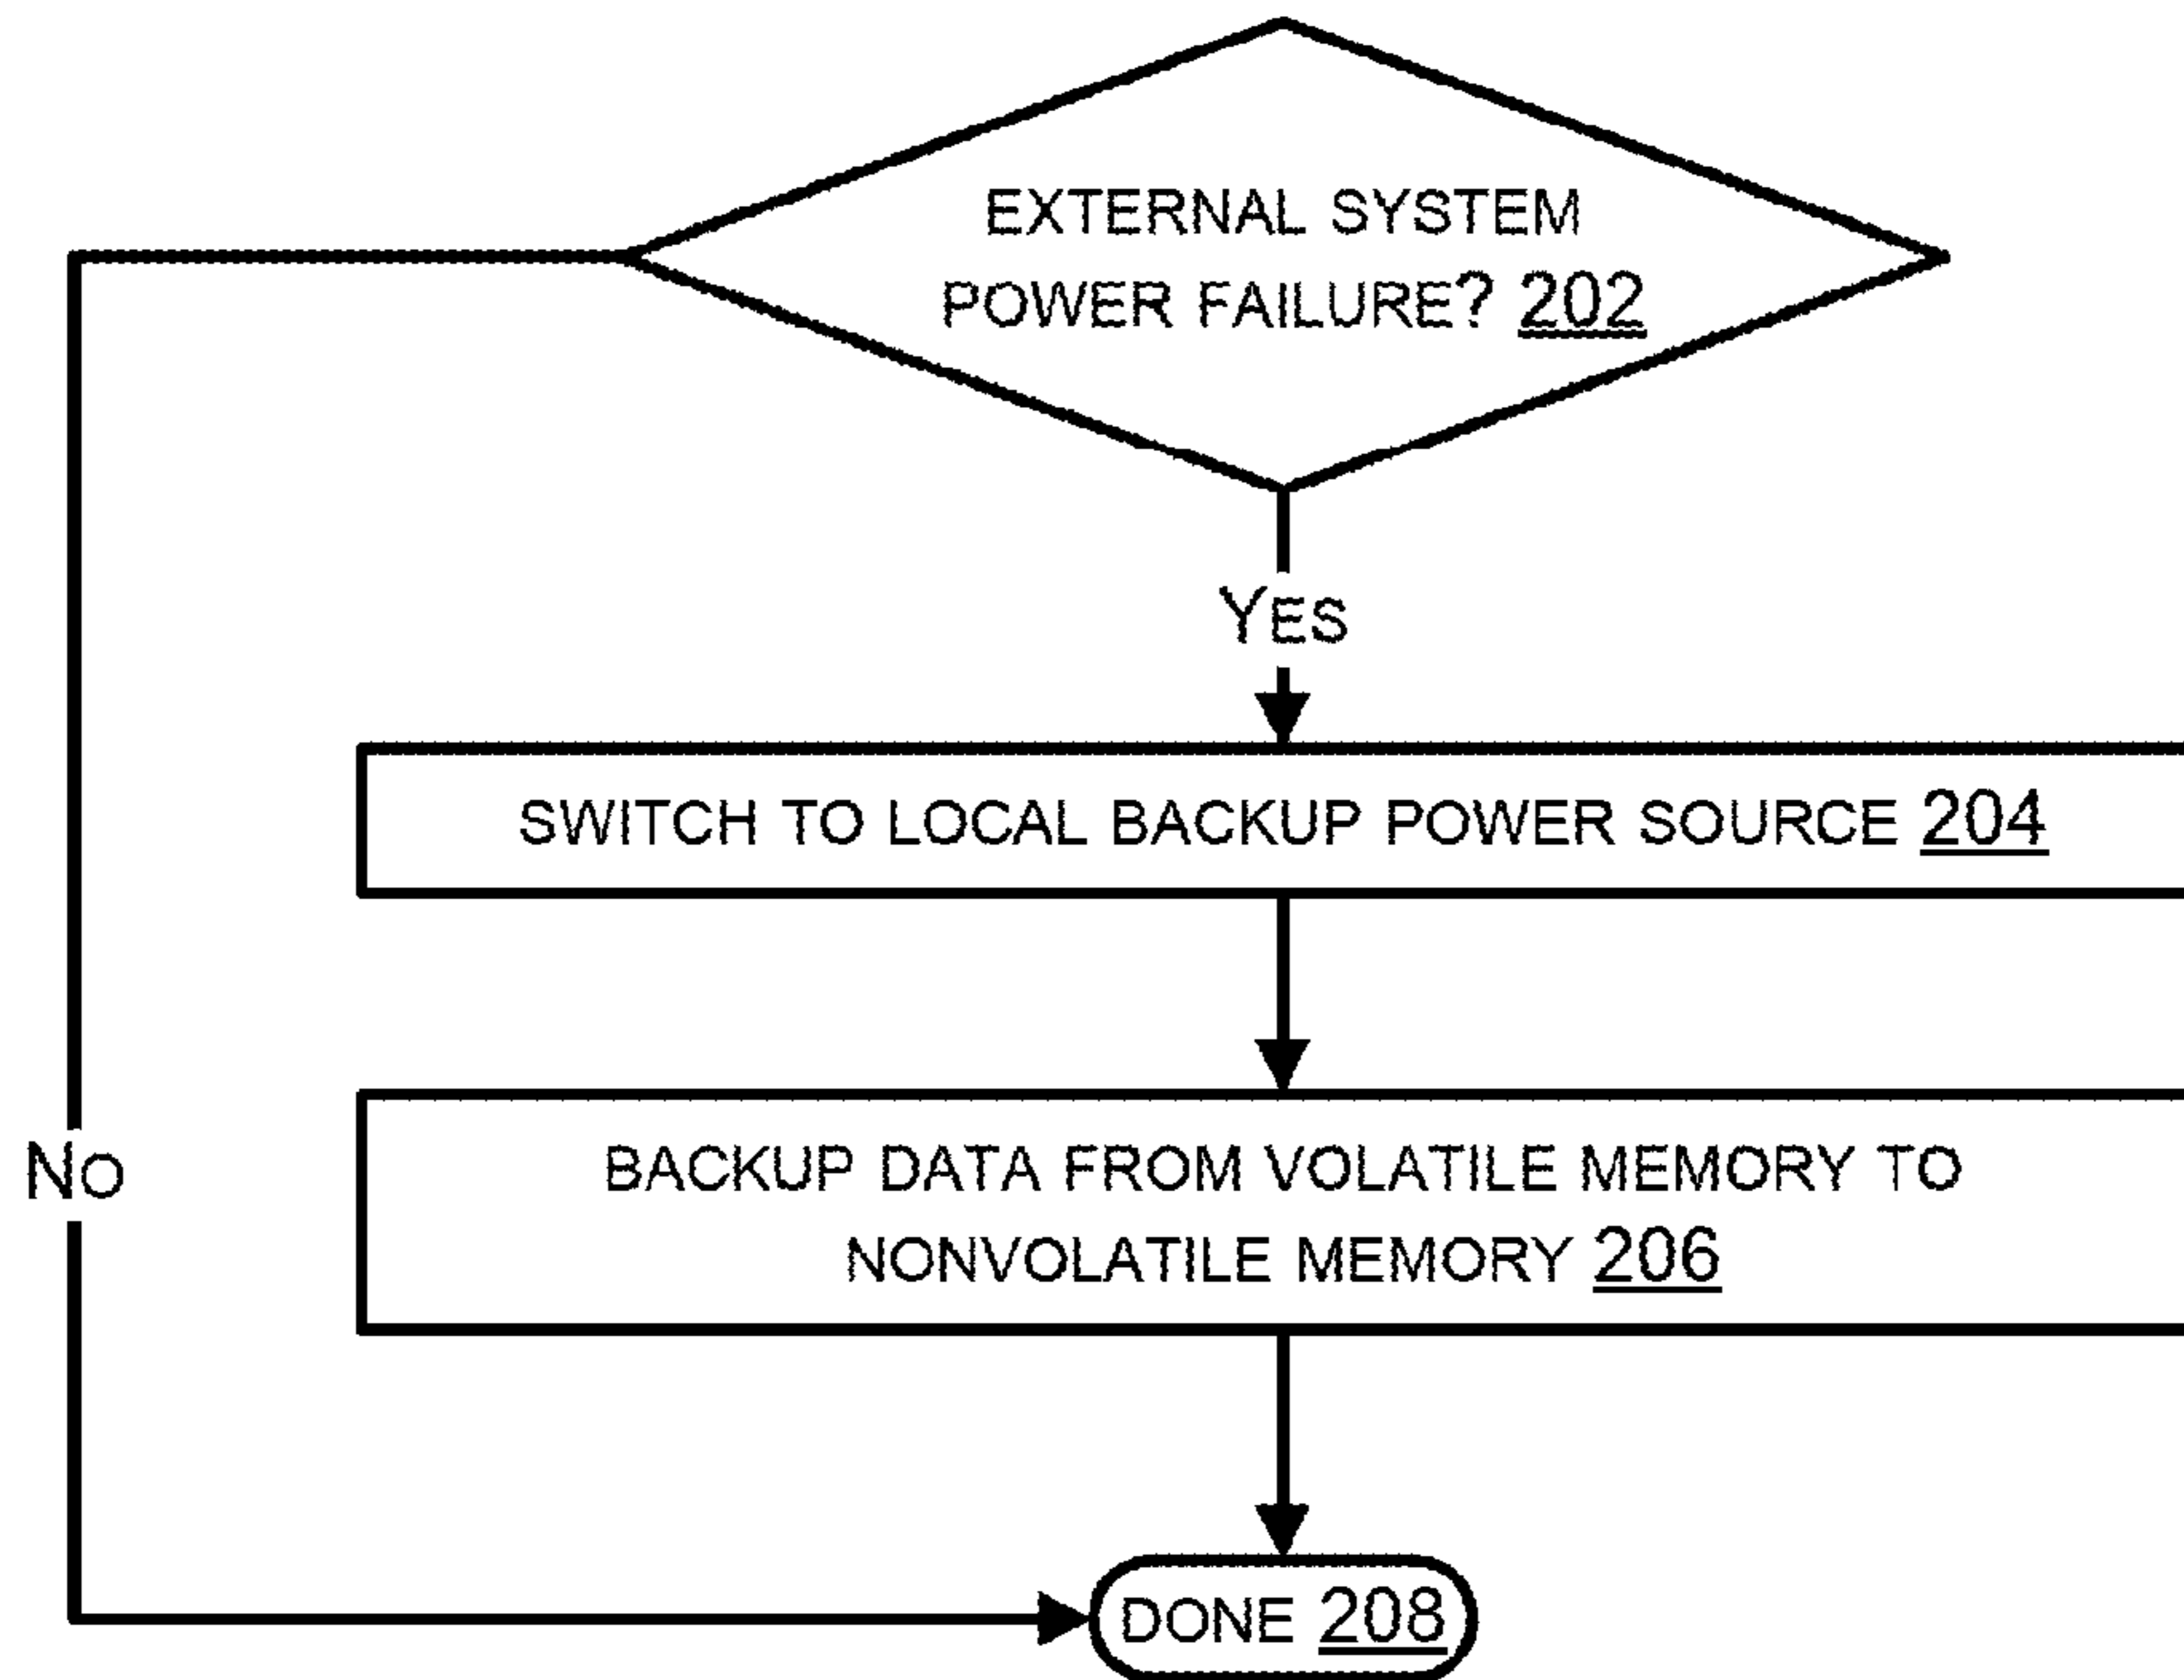 EXTERNAL SYSTEM
POWER FAILURE? 202
YES
SWITCH TO LOCAL BACKUP POWER SOURCE 204
BACKUP DATA FROM VOLATILE MEMORY TO
NONVOLATILE MEMORY 206
NO
DONE 208